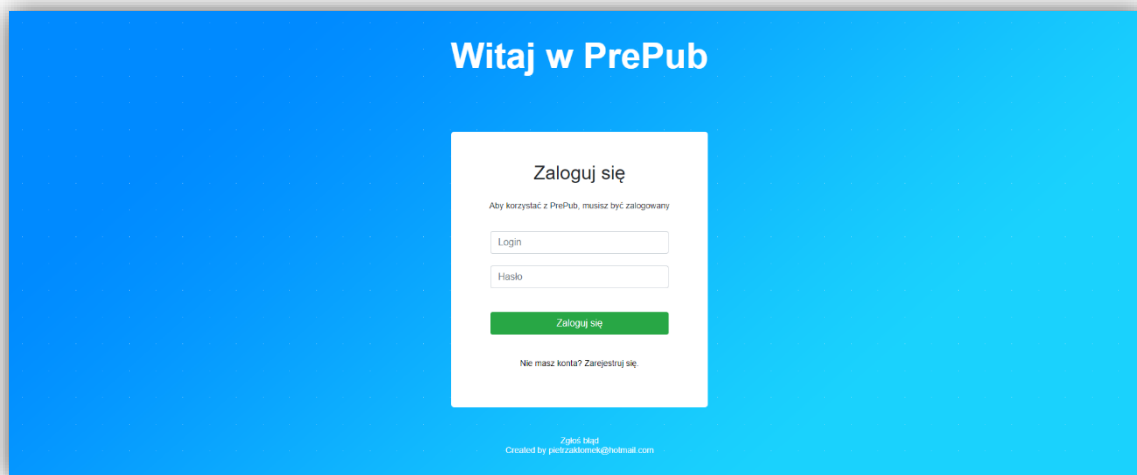 Witaj w PrePub
Zaloguj się
Aby korzystać z PrePub, musisz być zalogowany
Login
Hasło
Zaloguj się
Nie masz konta? Zarejestruj się.
Zgłoś błąd
Created by pietrzaktomek@hotmail.com